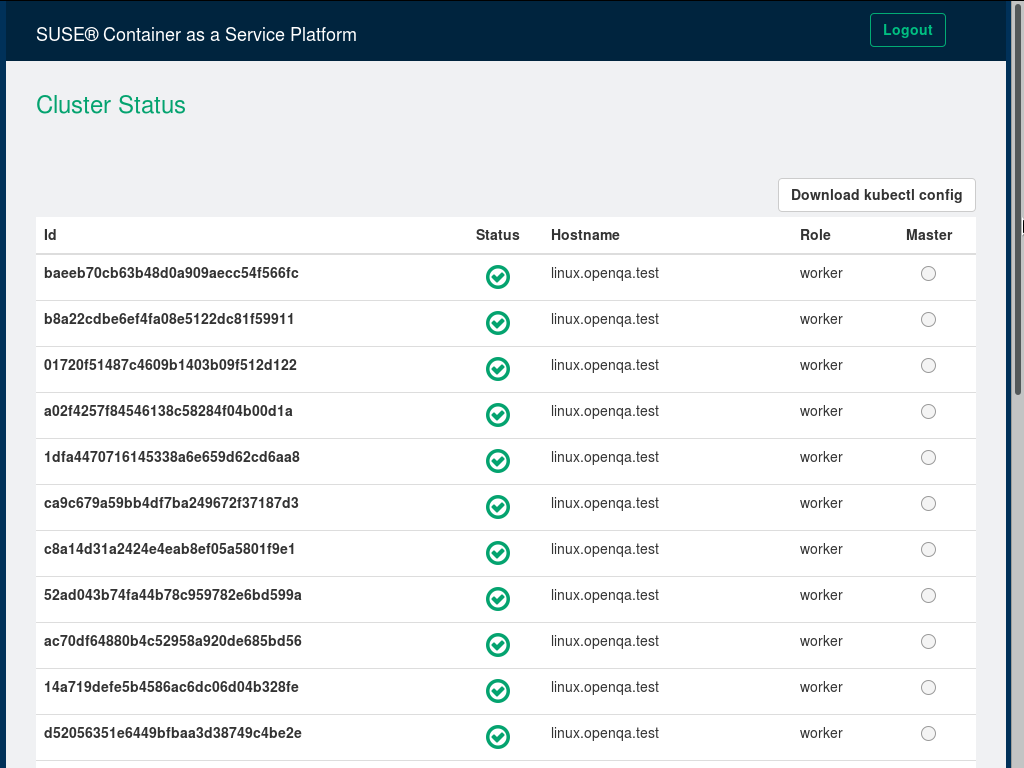 SUSE® Container as a Service Platform Logout
Cluster Status
Download kubectl config
Id Status Hostname Role Master
baeeb70cb63b48d0a909aecc54f566fc linux.openqa.test worker
b8a22cdbe6ef4fa08e5122dc81f59911 linux.openqa.test worker
01720f51487c4609b1403b09f512d122 linux.openqa.test worker
a02f4257f84546138c58284f04b00d1a linux.openqa.test worker
1dfa4470716145338a6e659d62cd6aa8 linux.openqa.test worker
ca9c679a59bb4df7ba249672f37187d3 linux.openqa.test worker
c8a14d31a2424e4eab8ef05a5801f9e1 linux.openqa.test worker
52ad043b74fa44b78c959782e6bd599a linux.openqa.test worker
ac70df64880b4c52958a920de685bd56 linux.openqa.test worker
14a719defe5b4586ac6dc06d04b328fe linux.openqa.test worker
d52056351e6449bfbaa3d38749c4be2e linux.openqa.test worker